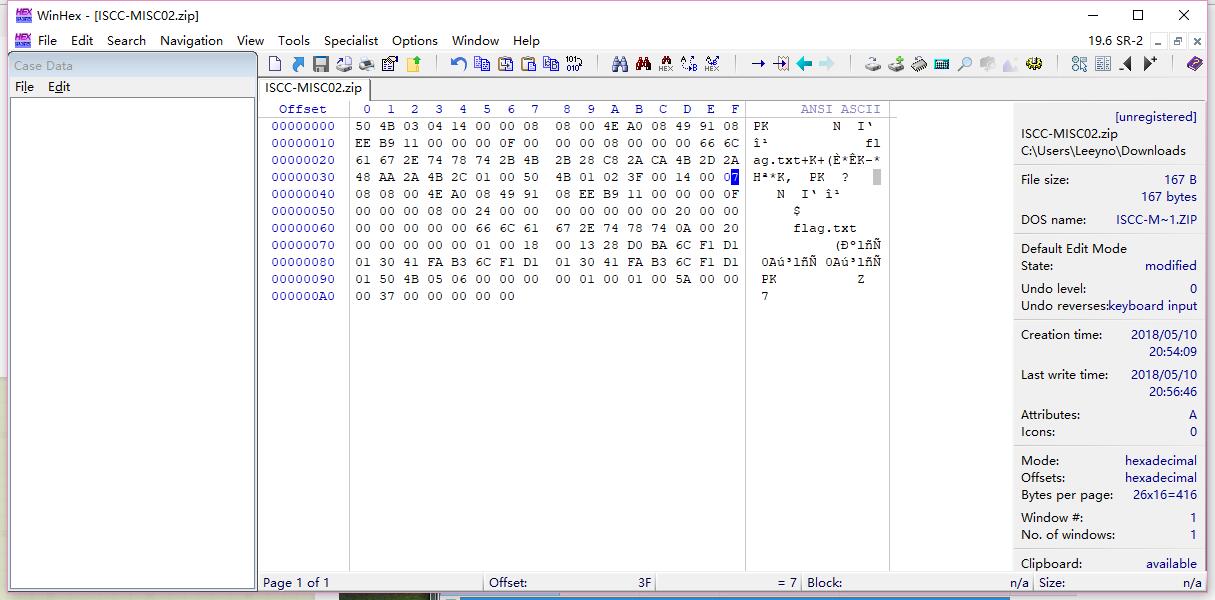 WinHex - [ISCC-MISC02.zip]
File Edit Search Navigation View Tools Specialist Options Window Help 19.6 SR-2
Case Data
File Edit
ISCC-MISC02.zip
Offset 0 1 2 3 4 5 6 7 8 9 A B C D E F ANSI ASCII
00000000 50 4B 03 04 14 00 00 08 08 00 4E A0 08 49 91 08 PK N I‘
00000010 EE B9 11 00 00 00 0F 00 00 00 08 00 00 00 66 6C î¹ fl
00000020 61 67 2E 74 78 74 2B 4B 2B 28 C8 2A CA 4B 2D 2A ag.txt+K+(È*ÊK-*
00000030 48 AA 2A 4B 2C 01 00 50 4B 01 02 3F 00 14 00 07 Hª*K, PK ?
00000040 08 08 00 4E A0 08 49 91 08 EE B9 11 00 00 00 0F N I‘ î¹
00000050 00 00 00 08 00 24 00 00 00 00 00 00 00 20 00 00 $
00000060 00 00 00 00 00 66 6C 61 67 2E 74 78 74 0A 00 20 flag.txt
00000070 00 00 00 00 00 01 00 18 00 13 28 D0 BA 6C F1 D1 (ĐºlñÑ
00000080 01 30 41 FA B3 6C F1 D1 01 30 41 FA B3 6C F1 D1 0Aú³lñÑ 0Aú³lñÑ
00000090 01 50 4B 05 06 00 00 00 00 01 00 01 00 5A 00 00 PK Z
000000A0 00 37 00 00 00 00 00 7
[unregistered]
ISCC-MISC02.zip
C:\Users\Leeyno\Downloads
File size: 167 B
167 bytes
DOS name: ISCC-M~1.ZIP
Default Edit Mode
State: modified
Undo level: 0
Undo reverses:keyboard input
Creation time: 2018/05/10
20:54:09
Last write time: 2018/05/10
20:56:46
Attributes: A
Icons: 0
Mode: hexadecimal
Offsets: hexadecimal
Bytes per page: 26x16=416
Window #: 1
No. of windows: 1
Clipboard: available
Page 1 of 1 Offset: 3F = 7 Block: n/a Size: n/a